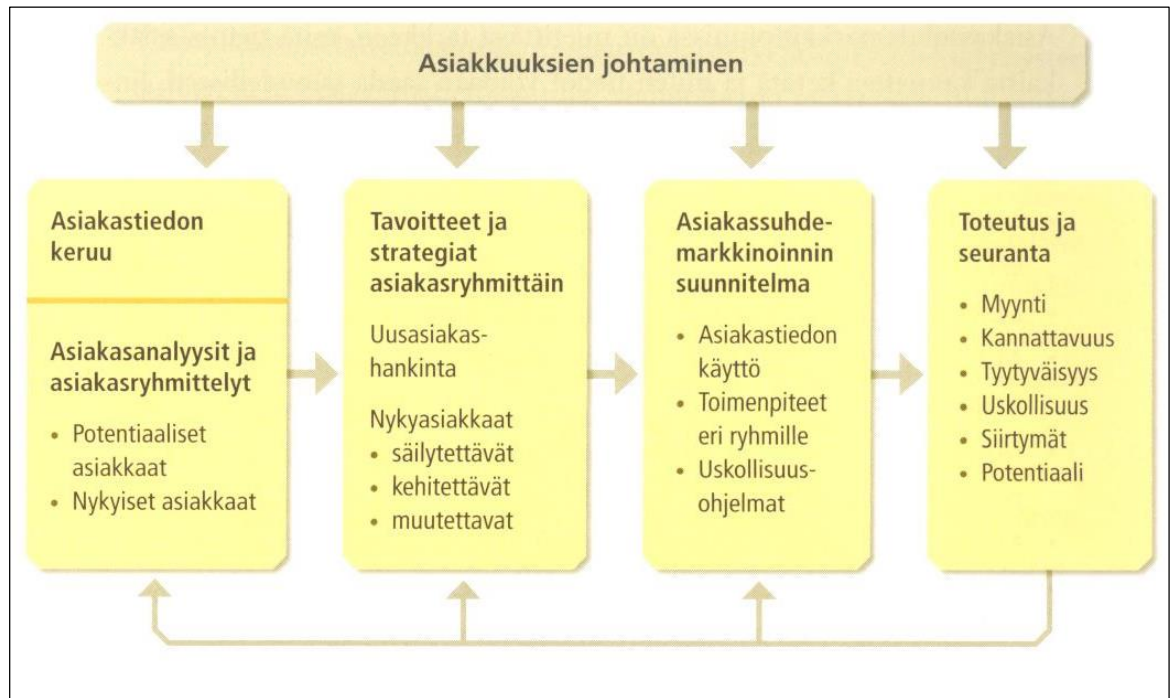 Asiakkuuksien johtaminen
Asiakastiedon
keruu
Asiakasanalyysit ja
asiakasryhmittelyt
• Potentiaaliset
asiakkaat
• Nykyiset asiakkaat
Tavoitteet ja
strategiat
asiakasryhmittäin
Uusasiakas-
hankinta
Nykyasiakkaat
• säilytettävät
• kehitettävät
• muutettavat
Asiakassuhde-
markkinoinnin
suunnitelma
• Asiakastiedon
käyttö
• Toimenpiteet
eri ryhmille
• Uskollisuus-
ohjelmat
Toteutus ja
seuranta
• Myynti
• Kannattavuus
• Tyytyväisyys
• Uskollisuus
• Siirtymät
• Potentiaali